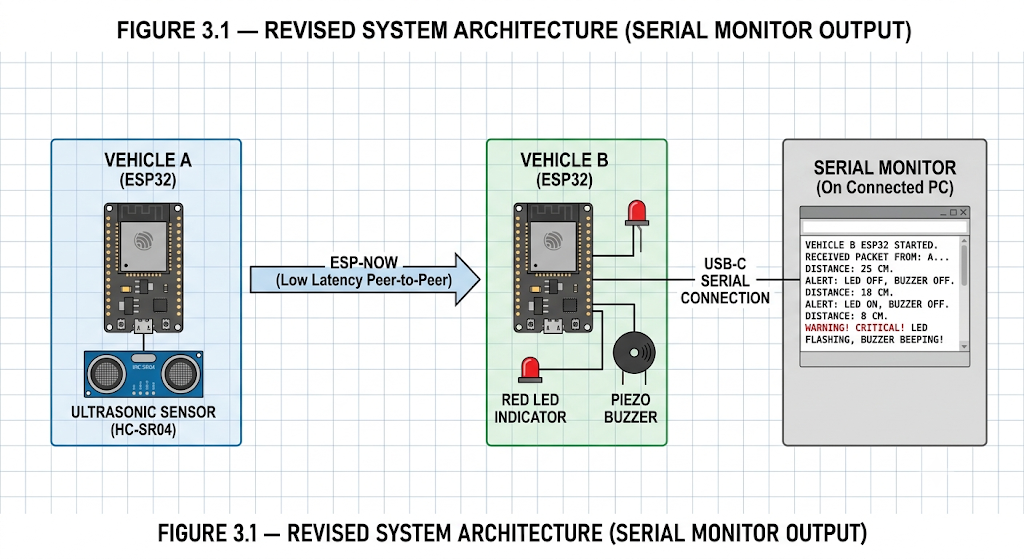 FIGURE 3.1 — REVISED SYSTEM ARCHITECTURE (SERIAL MONITOR OUTPUT)
VEHICLE A
(ESP32)
ULTRASONIC SENSOR
(HC-SR04)
ESP-NOW
(Low Latency Peer-to-Peer)
VEHICLE B
(ESP32)
RED LED
INDICATOR
PIEZO
BUZZER
USB-C
SERIAL
CONNECTION
SERIAL MONITOR
(On Connected PC)
VEHICLE B ESP32 STARTED.
RECEIVED PACKET FROM: A...
DISTANCE: 25 CM.
ALERT: LED OFF, BUZZER OFF.
DISTANCE: 18 CM.
ALERT: LED ON, BUZZER OFF.
DISTANCE: 8 CM.
WARNING! CRITICAL! LED
FLASHING, BUZZER BEEPING!
FIGURE 3.1 — REVISED SYSTEM ARCHITECTURE (SERIAL MONITOR OUTPUT)